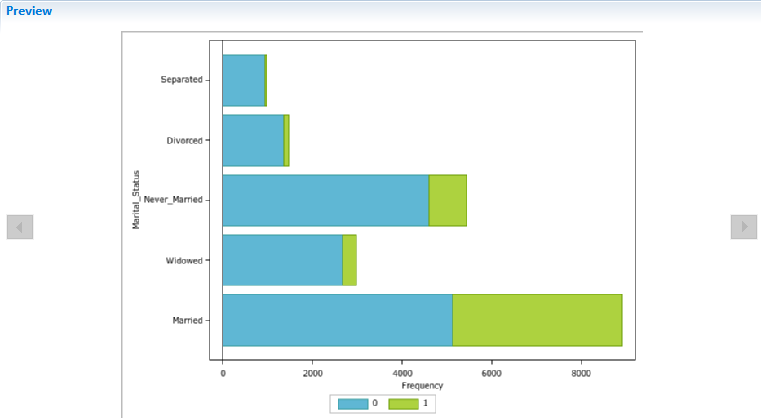 Preview
Separated
Divorced
Never_Married
Widowed
Married
Marital_Status
0 2000 4000 6000 8000
Frequency
0 1